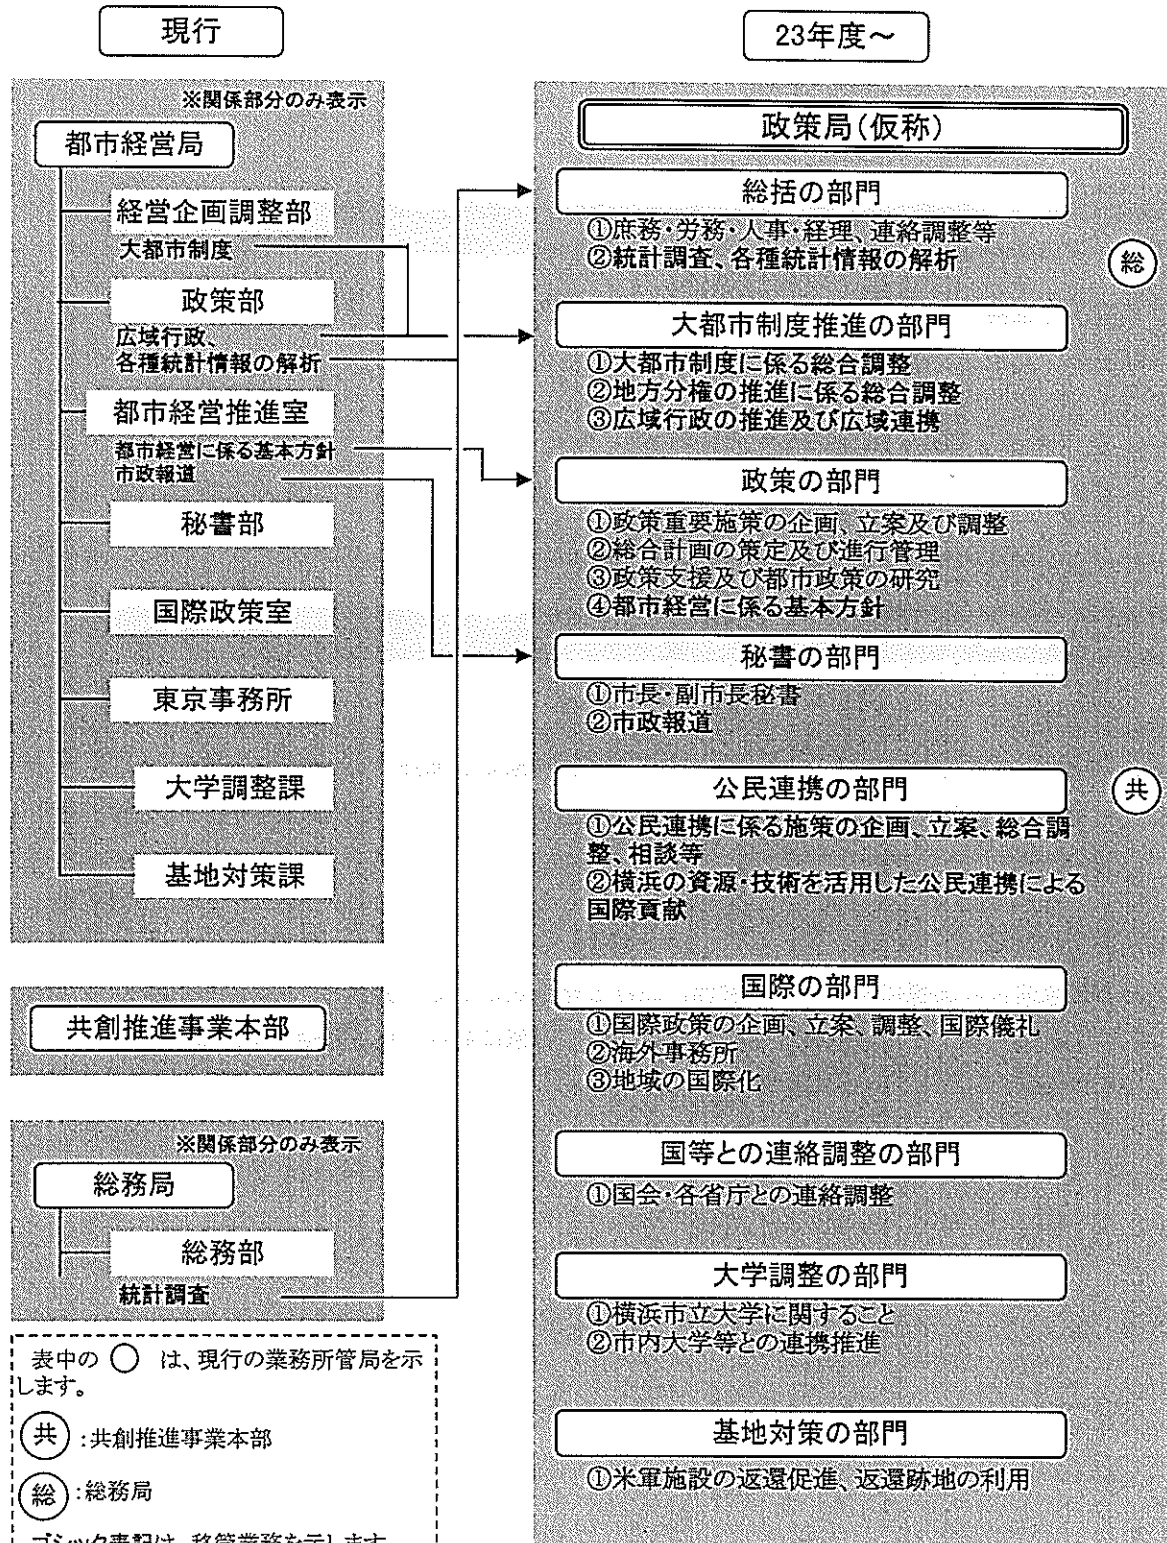 現行
※関係部分のみ表示
都市経営局
経営企画調整部
大都市制度
政策部
広域行政、
各種統計情報の解析
都市経営推進室
都市経営に係る基本方針
市政報道
秘書部
国際政策室
東京事務所
大学調整課
基地対策課
共創推進事業本部
※関係部分のみ表示
総務局
総務部
統計調査
表中の ○ は、現行の業務所管局を示
します。
共 :共創推進事業本部
総 :総務局
ゴシック表記は、移管業務を示します
23年度～
政策局(仮称)
総括の部門
①庶務・労務・人事・経理、連絡調整等
②統計調査、各種統計情報の解析
総
大都市制度推進の部門
①大都市制度に係る総合調整
②地方分権の推進に係る総合調整
③広域行政の推進及び広域連携
政策の部門
①政策重要施策の企画、立案及び調整
②総合計画の策定及び進行管理
③政策支援及び都市政策の研究
④都市経営に係る基本方針
秘書の部門
①市長・副市長秘書
②市政報道
公民連携の部門
共
①公民連携に係る施策の企画、立案、総合調
整、相談等
②横浜の資源・技術を活用した公民連携による
国際貢献
国際の部門
①国際政策の企画、立案、調整、国際儀礼
②海外事務所
③地域の国際化
国等との連絡調整の部門
①国会・各省庁との連絡調整
大学調整の部門
①横浜市立大学に関すること
②市内大学等との連携推進
基地対策の部門
①米軍施設の返還促進、返還跡地の利用